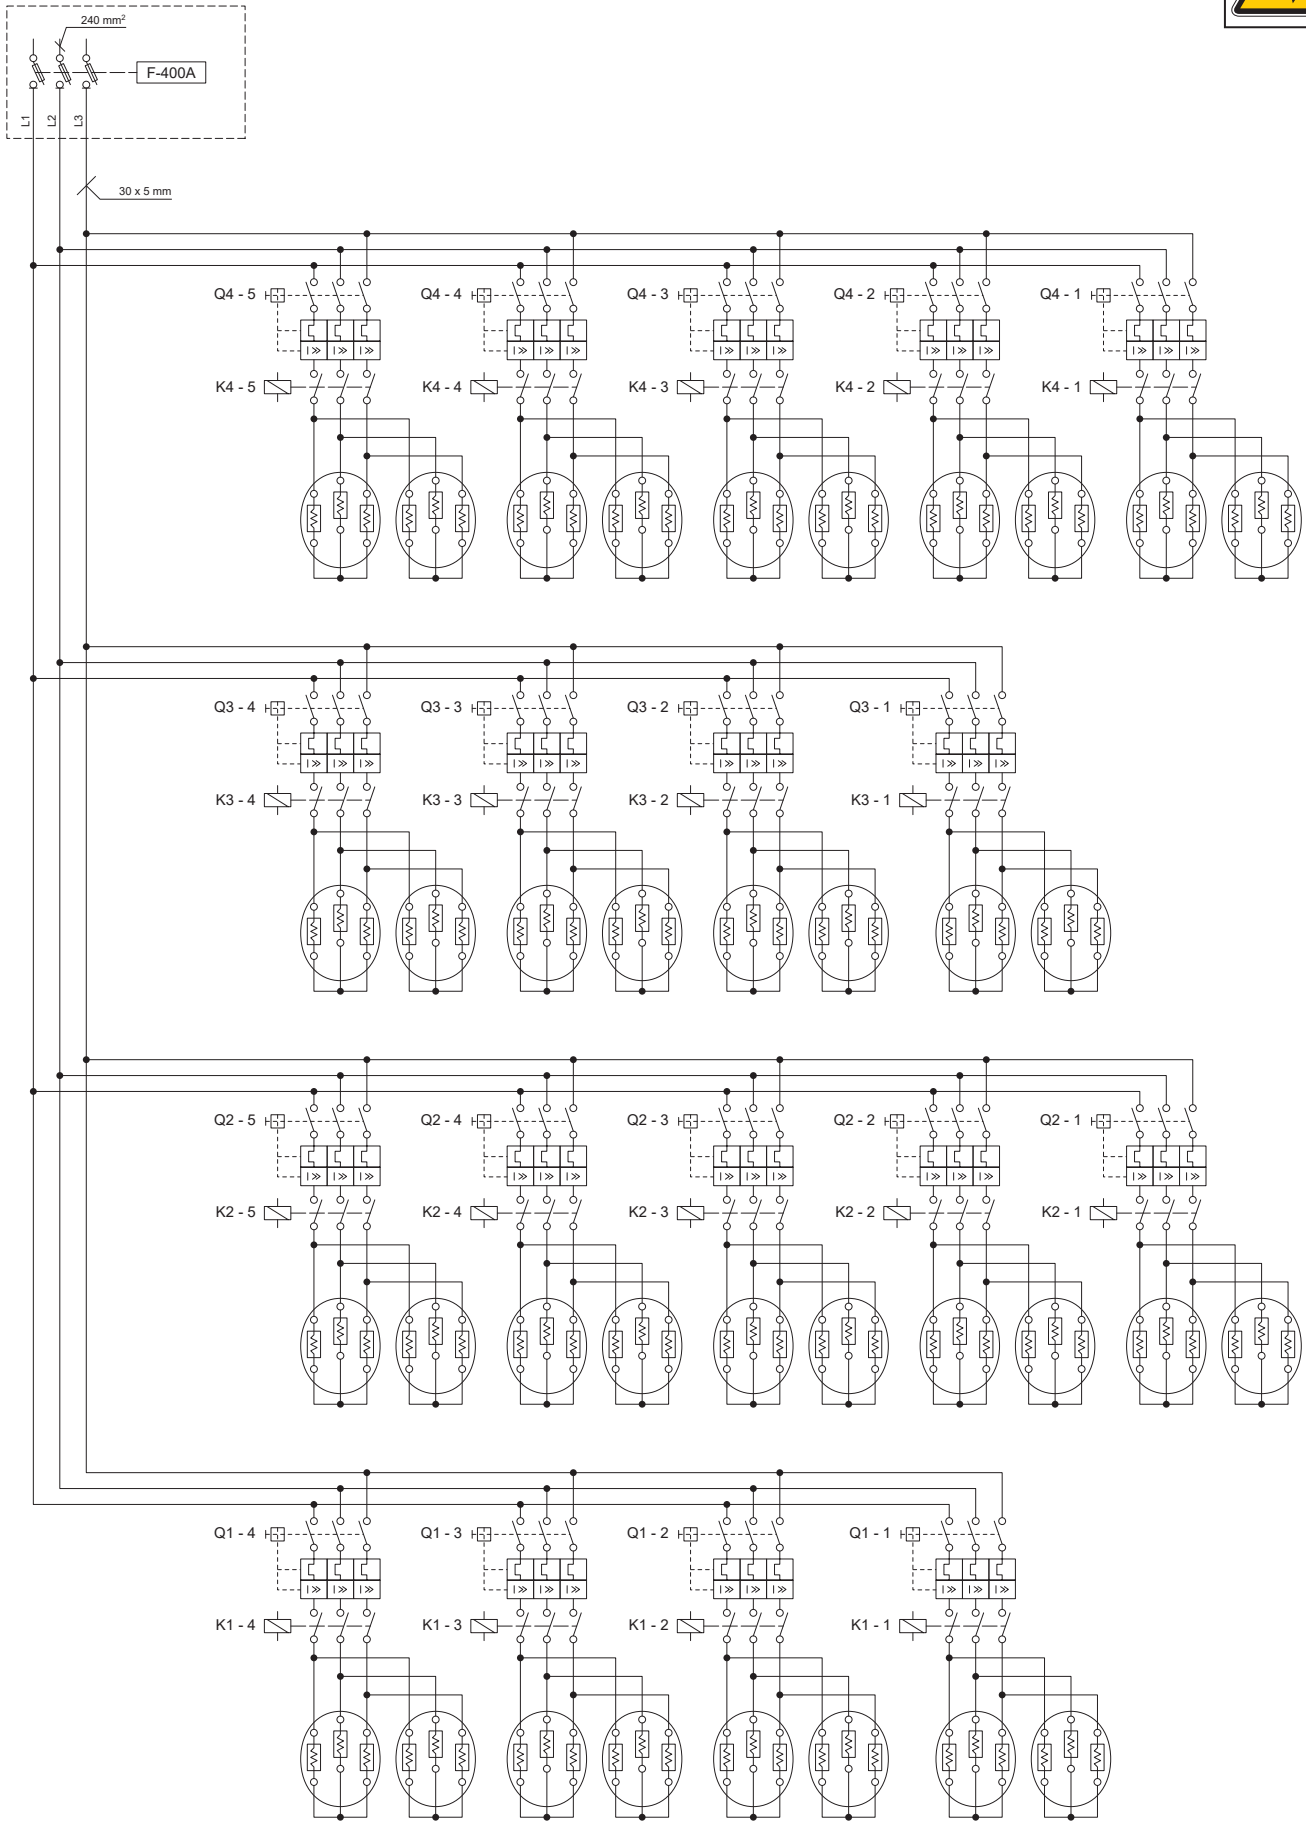 240 mm²
F-400A
L1 L2 L3
30 x 5 mm
Q4 - 5 Q4 - 4 Q4 - 3 Q4 - 2 Q4 - 1
I> I> I> I> I> I> I> I> I> I> I> I> I> I> I>
K4 - 5 K4 - 4 K4 - 3 K4 - 2 K4 - 1
Q3 - 4 Q3 - 3 Q3 - 2 Q3 - 1
I> I> I> I> I> I> I> I> I> I> I> I>
K3 - 4 K3 - 3 K3 - 2 K3 - 1
Q2 - 5 Q2 - 4 Q2 - 3 Q2 - 2 Q2 - 1
I> I> I> I> I> I> I> I> I> I> I> I> I> I> I>
K2 - 5 K2 - 4 K2 - 3 K2 - 2 K2 - 1
Q1 - 4 Q1 - 3 Q1 - 2 Q1 - 1
I> I> I> I> I> I> I> I> I> I> I> I>
K1 - 4 K1 - 3 K1 - 2 K1 - 1